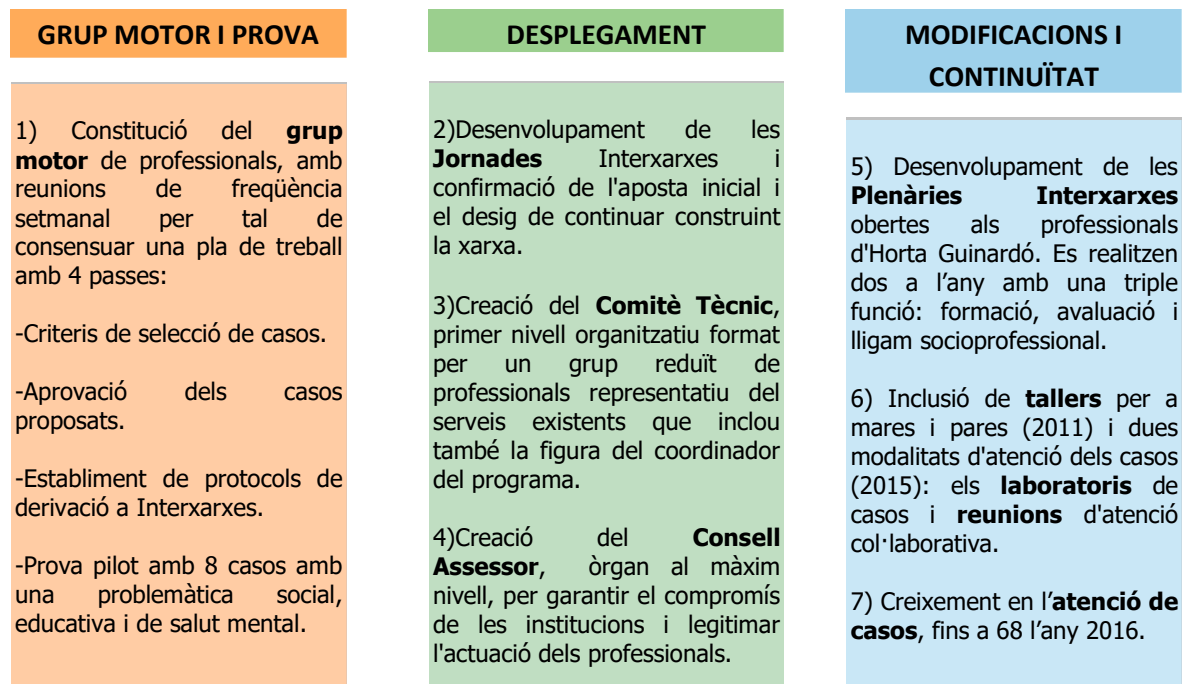 GRUP MOTOR I PROVA
1) Constitució del grup
motor de professionals, amb
reunions de freqüència
setmanal per tal de
consensuar una pla de treball
amb 4 passes:
-Criteris de selecció de casos.
-Aprovació dels casos
proposats.
-Establiment de protocols de
derivació a Interxarxes.
-Prova pilot amb 8 casos amb
una problemàtica social,
educativa i de salut mental.
DESPLEGAMENT
2)Desenvolupament de les
Jornades Interxarxes i
confirmació de l'aposta inicial i
el desig de continuar construint
la xarxa.
3)Creació del Comitè Tècnic,
primer nivell organitzatiu format
per un grup reduït de
professionals representatiu del
serveis existents que inclou
també la figura del coordinador
del programa.
4)Creació del Consell
Assessor, òrgan al màxim
nivell, per garantir el compromís
de les institucions i legitimar
l'actuació dels professionals.
MODIFICACIONS I
CONTINUÏTAT
5) Desenvolupament de les
Plenàries Interxarxes
obertes als professionals
d'Horta Guinardó. Es realitzen
dos a l’any amb una triple
funció: formació, avaluació i
lligam socioprofessional.
6) Inclusió de tallers per a
mares i pares (2011) i dues
modalitats d'atenció dels casos
(2015): els laboratoris de
casos i reunions d'atenció
col·laborativa.
7) Creixement en l’atenció de
casos, fins a 68 l’any 2016.